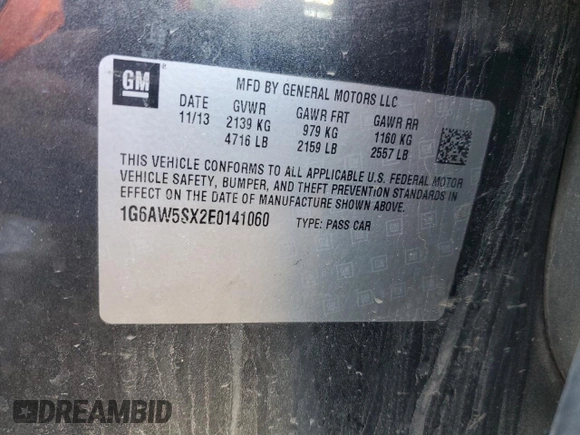 GM
MFD BY GENERAL MOTORS LLC
DATE GVWR GAWR FRT GAWR RR
11/13 2139 KG 979 KG 1160 KG
4716 LB 2159 LB 2557 LB
THIS VEHICLE CONFORMS TO ALL APPLICABLE U.S. FEDERAL MOTOR
VEHICLE SAFETY, BUMPER, AND THEFT PREVENTION STANDARDS IN
EFFECT ON THE DATE OF MANUFACTURE SHOWN ABOVE.
1G6AW5SX2E0141060 TYPE: PASS CAR
DREAMBID